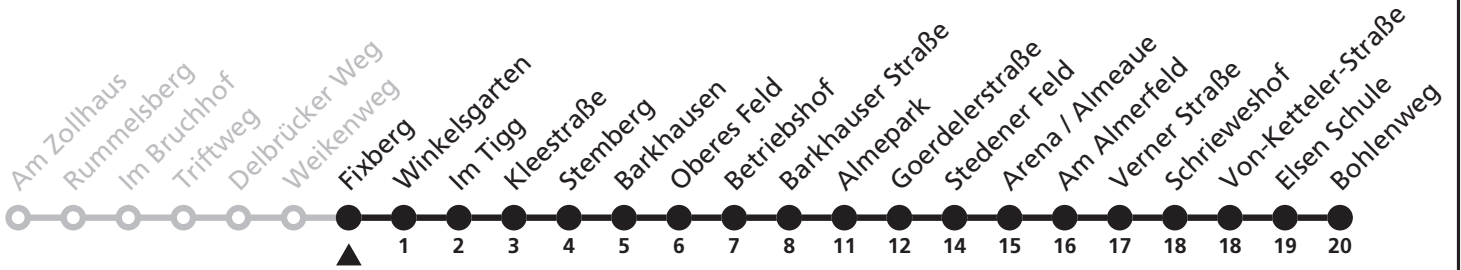 Am Zollhaus
Rummelsberg
Im Bruchhof
Triftweg
Delbrücker Weg
Weikenweg
Fixberg
Winkelsgarten
Im Tigg
Kleestraße
Stemberg
Barkhausen
Oberes Feld
Betriebshof
Barkhauser Straße
Almepark
Goerdelerstraße
Stedener Feld
Arena / Almeaue
Am Almerfeld
Verner Straße
Schrieweshof
Von-Ketteler-Straße
Elsen Schule
Bohlenweg
1 2 3 4 5 6 7 8 11 12 14 15 16 17 18 18 19 20